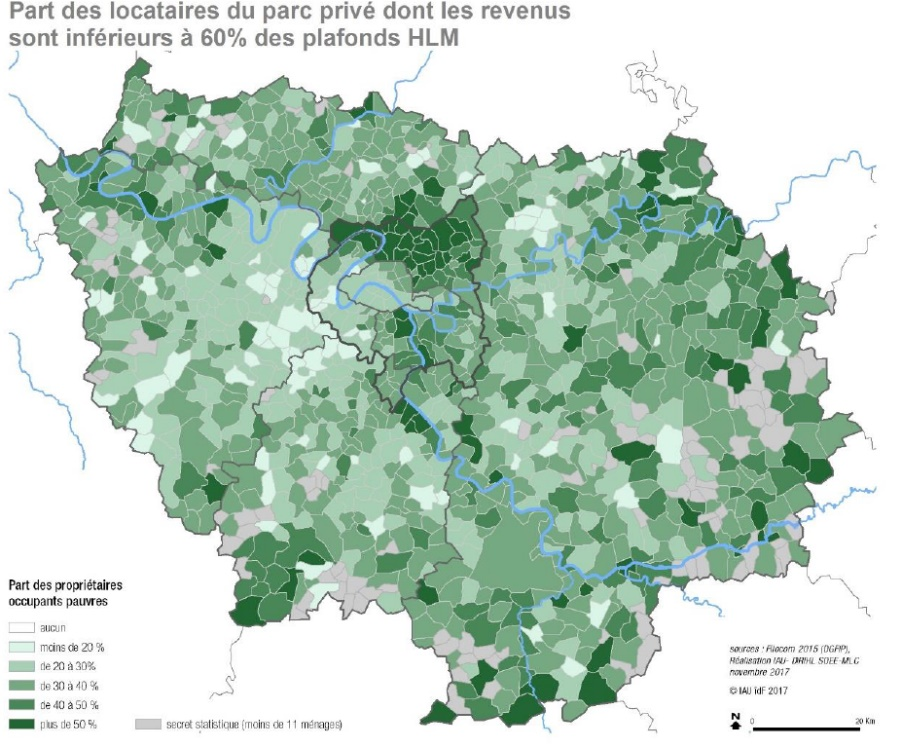 Part des locataires du parc privé dont les revenus
sont inférieurs à 60% des plafonds HLM
Part des propriétaires
occupants pauvres
aucun
moins de 20 %
de 20 à 30%
de 30 à 40 %
de 40 à 50 %
plus de 50 %
secret statistique (moins de 11 ménages)
sources : Filocom 2015 (DGFIP),
Réalisation IAU- DRIHL SOEE-MLC
novembre 2017
© IAU îdF 2017
N
0 20 Km